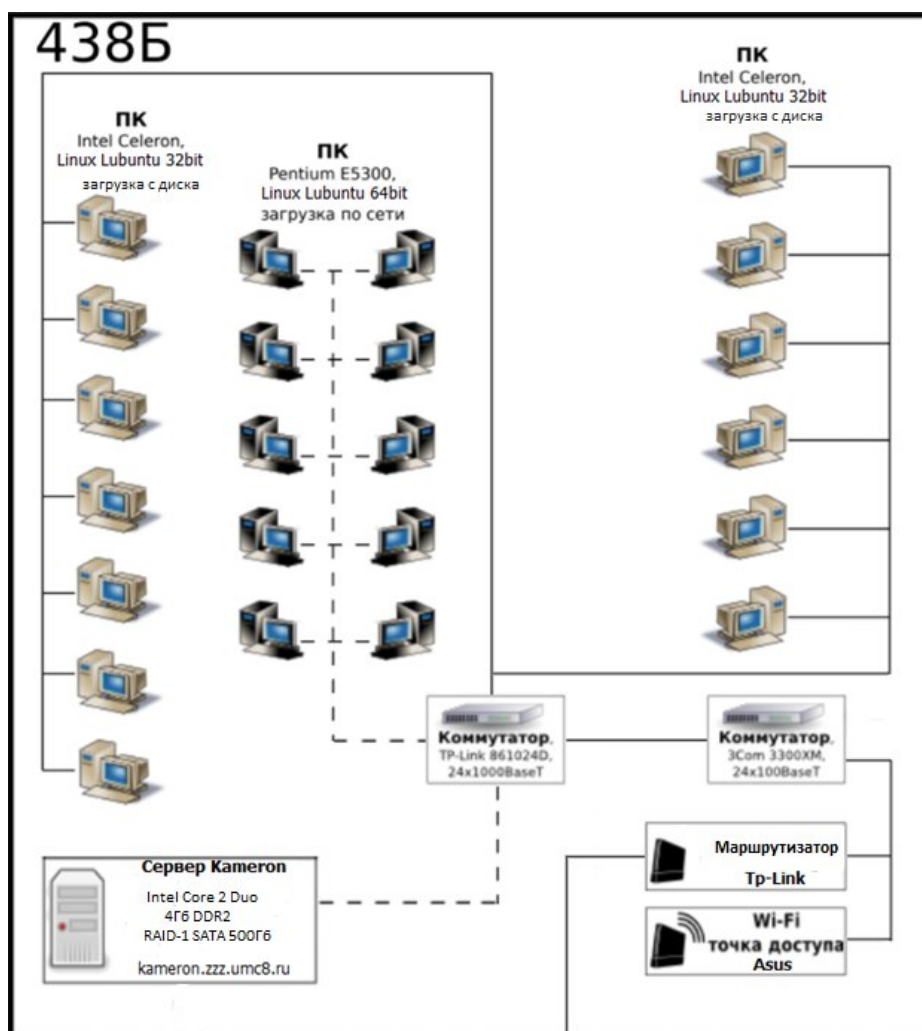 438Б
ПК
Intel Celeron,
Linux Lubuntu 32bit
загрузка с диска
ПК
Pentium E5300,
Linux Lubuntu 64bit
загрузка по сети
ПК
Intel Celeron,
Linux Lubuntu 32bit
загрузка с диска
Коммутатор,
TP-Link 861024D,
24x1000BaseT
Коммутатор,
3Com 3300XM,
24x100BaseT
Маршрутизатор
Tp-Link
Wi-Fi
точка доступа
Asus
Сервер Kameron
Intel Core 2 Duo
4Гб DDR2
RAID-1 SATA 500Гб
kameron.zzz.umc8.ru